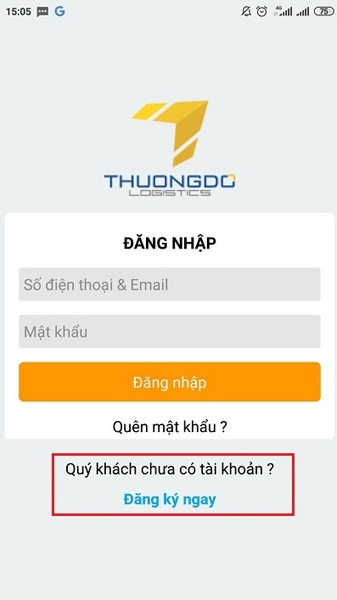 15:05
4G
75
THUONGDO
LOGISTICS
ĐĂNG NHẬP
Số điện thoại & Email
Mật khẩu
Đăng nhập
Quên mật khẩu ?
Quý khách chưa có tài khoản ?
Đăng ký ngay